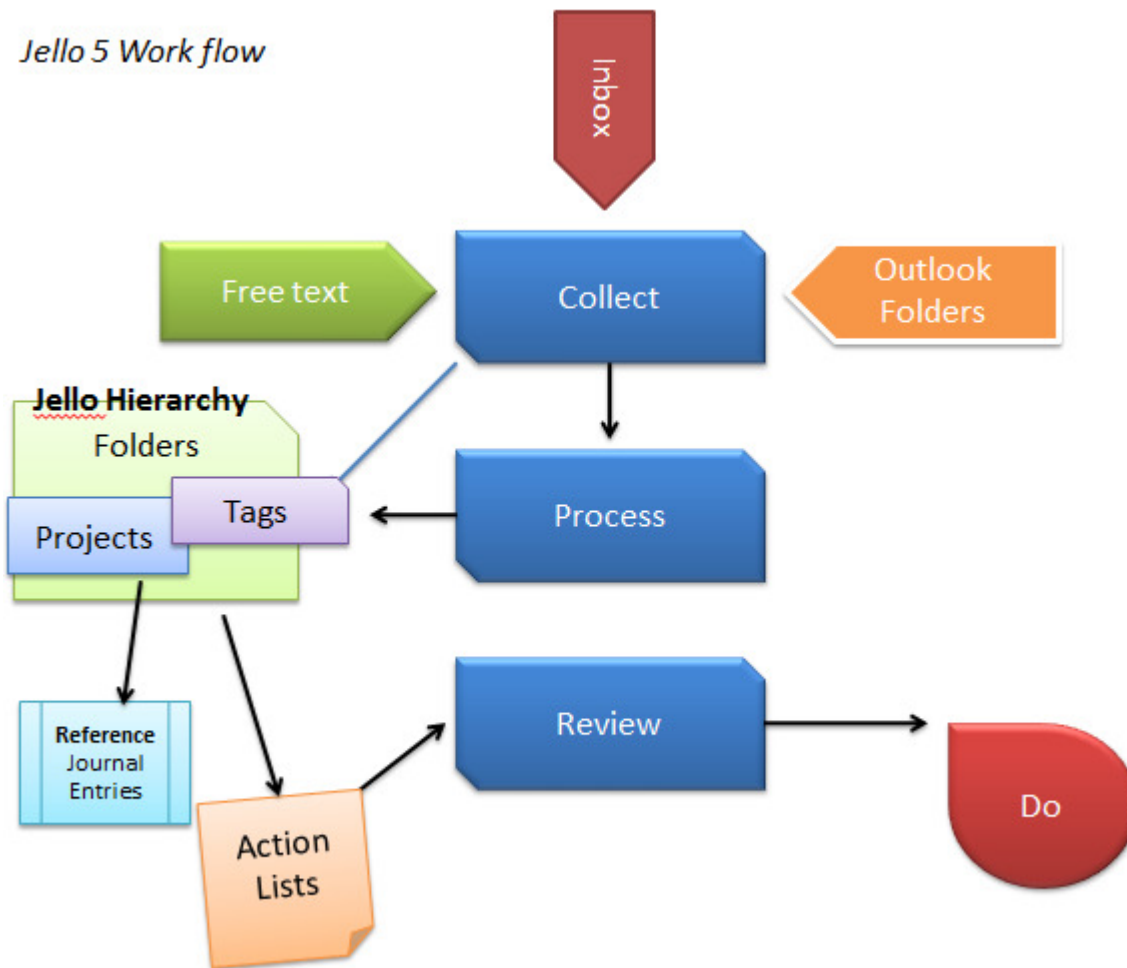 Jello 5 Work flow
Inbox
Free text
Collect
Outlook
Folders
Jello Hierarchy
Folders
Tags
Projects
Process
Reference
Journal
Entries
Action
Lists
Review
Do